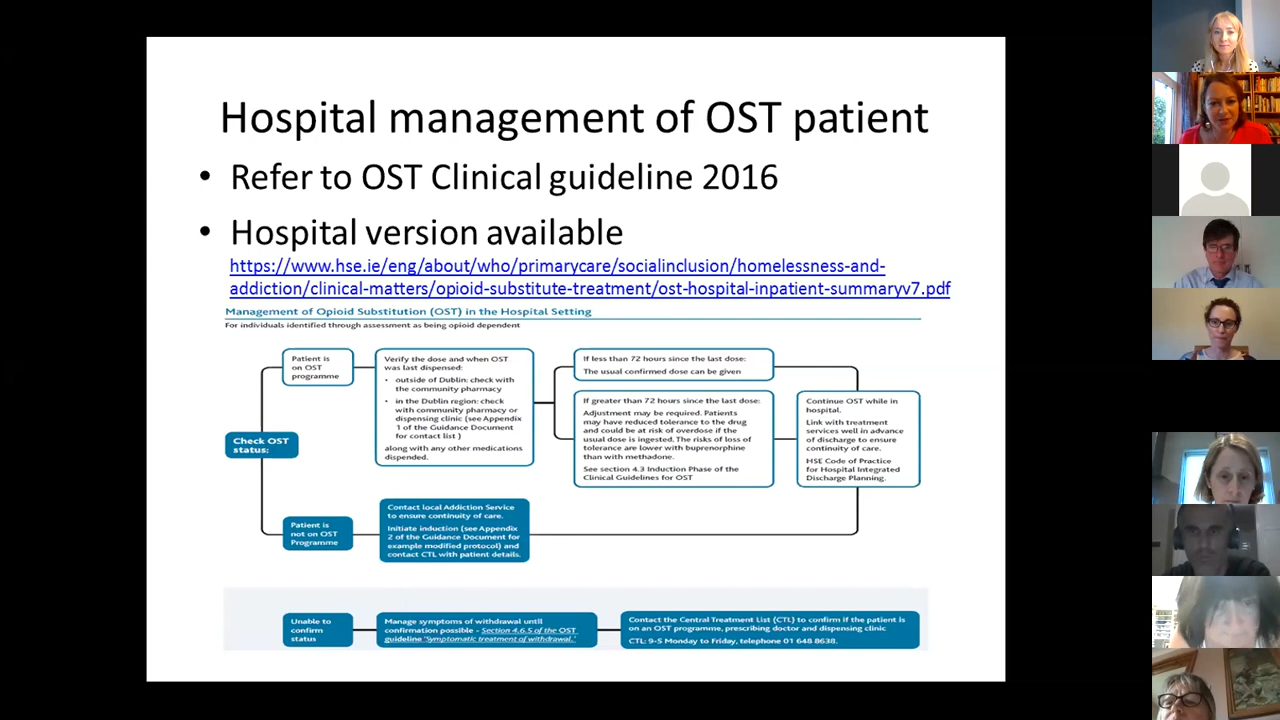 Hospital management of OST patient
• Refer to OST Clinical guideline 2016
• Hospital version available
https://www.hse.ie/eng/about/who/primarycare/socialinclusion/homelessness-and-
addiction/clinical-matters/opioid-substitute-treatment/ost-hospital-inpatient-summaryv7.pdf
Management of Opioid Substitution (OST) in the Hospital Setting
For individuals identified through assessment as being opioid dependent
Check OST
status:
Patient is
on OST
programme
Verify the dose and when OST
was last dispensed:
• outside of Dublin: check with
the community pharmacy
• in the Dublin region: check
with community pharmacy or
dispensing clinic (see Appendix
1 of the Guidance Document
for contact list )
along with any other medications
dispended.
If less than 72 hours since the last dose:
The usual confirmed dose can be given
If greater than 72 hours since the last dose:
Adjustment may be required. Patients
may have reduced tolerance to the drug
and could be at risk of overdose if the
usual dose is ingested. The risks of loss of
tolerance are lower with buprenorphine
than with methadone.
See section 4.3 Induction Phase of the
Clinical Guidelines for OST
Continue OST while in
hospital.
Link with treatment
services well in advance
of discharge to ensure
continuity of care.
HSE Code of Practice
for Hospital Integrated
Discharge Planning.
Patient is
not on OST
Programme
Contact local Addiction Service
to ensure continuity of care.
Initiate induction (see Appendix
2 of the Guidance Document for
example modified protocol) and
contact CTL with patient details.
Unable to
confirm
status
Manage symptoms of withdrawal until
confirmation possible - Section 4.6.5 of the OST
guideline 'Symptomatic treatment of withdrawal.'
Contact the Central Treatment List (CTL) to confirm if the patient is
on an OST programme, prescribing doctor and dispensing clinic
CTL: 9-5 Monday to Friday, telephone 01 648 8638.